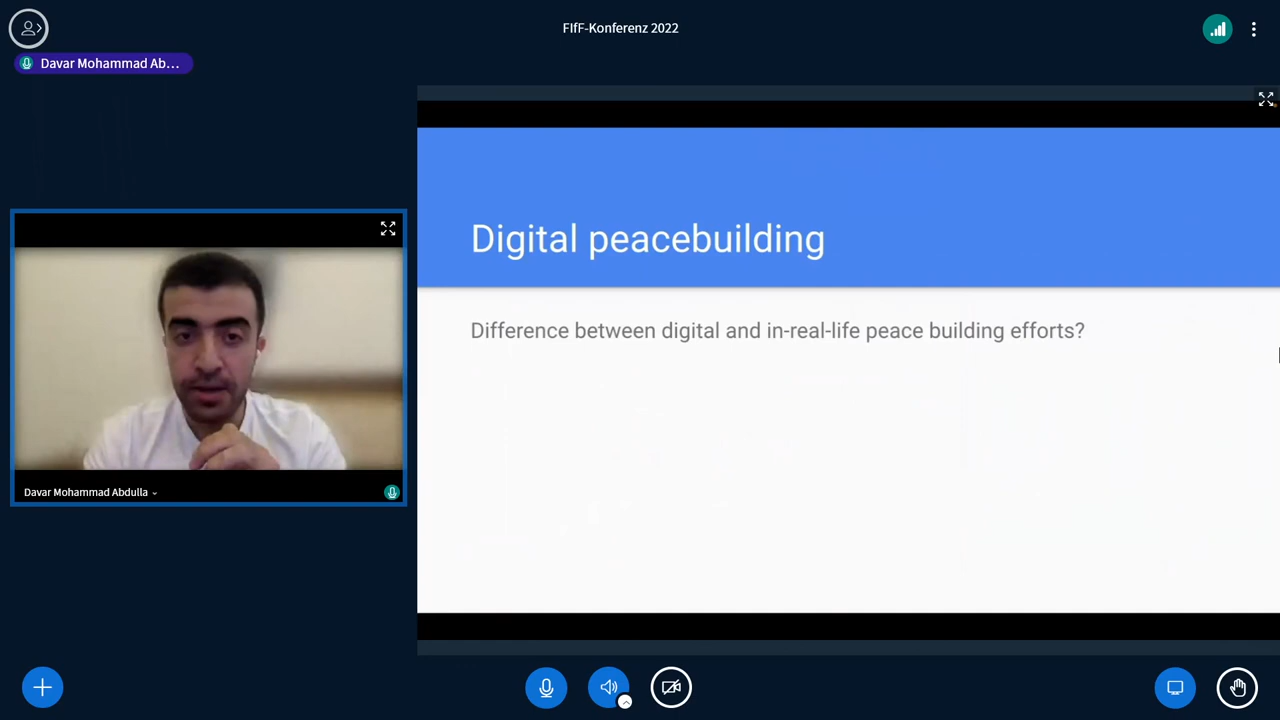 FIfF-Konferenz 2022
Davar Mohammad Ab...
Digital peacebuilding
Difference between digital and in-real-life peace building efforts?
Davar Mohammad Abdulla